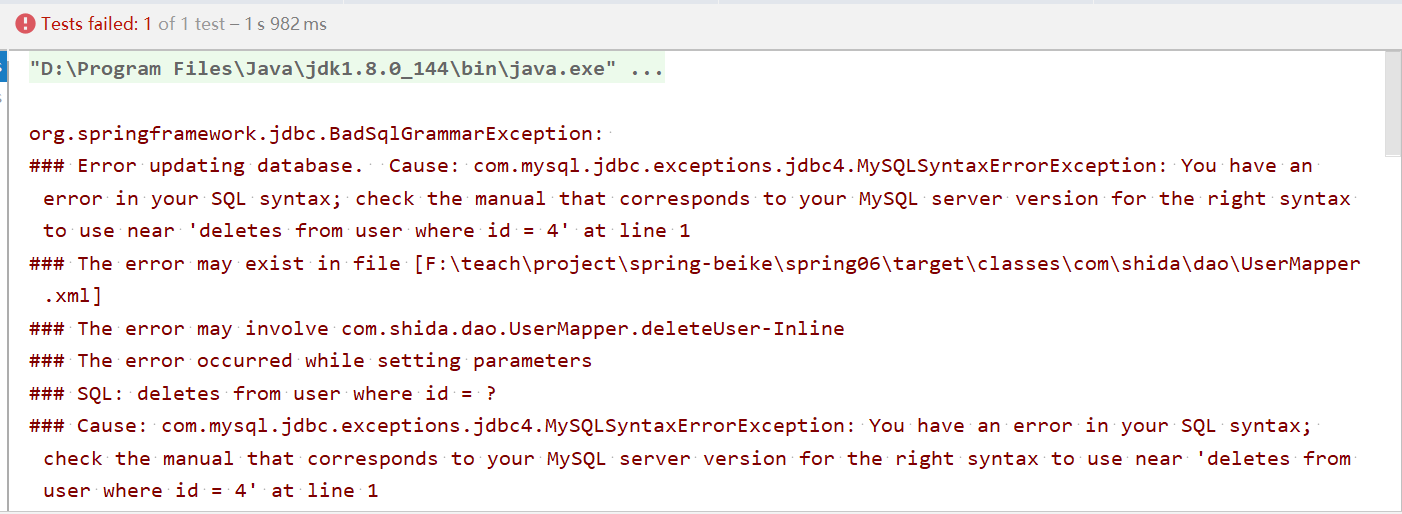 Tests failed: 1 of 1 test – 1 s 982 ms
"D:\Program Files\Java\jdk1.8.0_144\bin\java.exe" ...
org.springframework.jdbc.BadSqlGrammarException:
### Error updating database.  Cause: com.mysql.jdbc.exceptions.jdbc4.MySQLSyntaxErrorException: You have an
error in your SQL syntax; check the manual that corresponds to your MySQL server version for the right syntax
to use near 'deletes from user where id = 4' at line 1
### The error may exist in file [F:\teach\project\spring-beike\spring06\target\classes\com\shida\dao\UserMapper
.xml]
### The error may involve com.shida.dao.UserMapper.deleteUser-Inline
### The error occurred while setting parameters
### SQL: deletes from user where id = ?
### Cause: com.mysql.jdbc.exceptions.jdbc4.MySQLSyntaxErrorException: You have an error in your SQL syntax;
check the manual that corresponds to your MySQL server version for the right syntax to use near 'deletes from
user where id = 4' at line 1